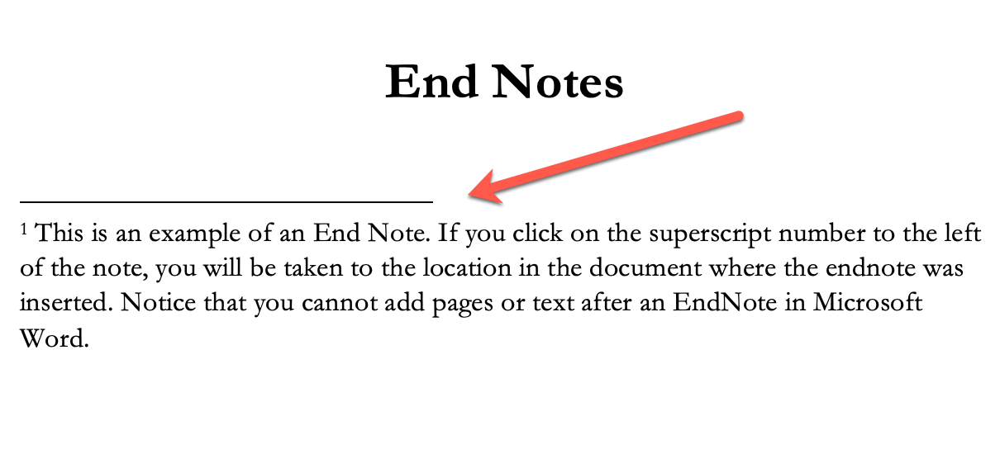 End Notes
¹ This is an example of an End Note. If you click on the superscript number to the left
of the note, you will be taken to the location in the document where the endnote was
inserted. Notice that you cannot add pages or text after an EndNote in Microsoft
Word.